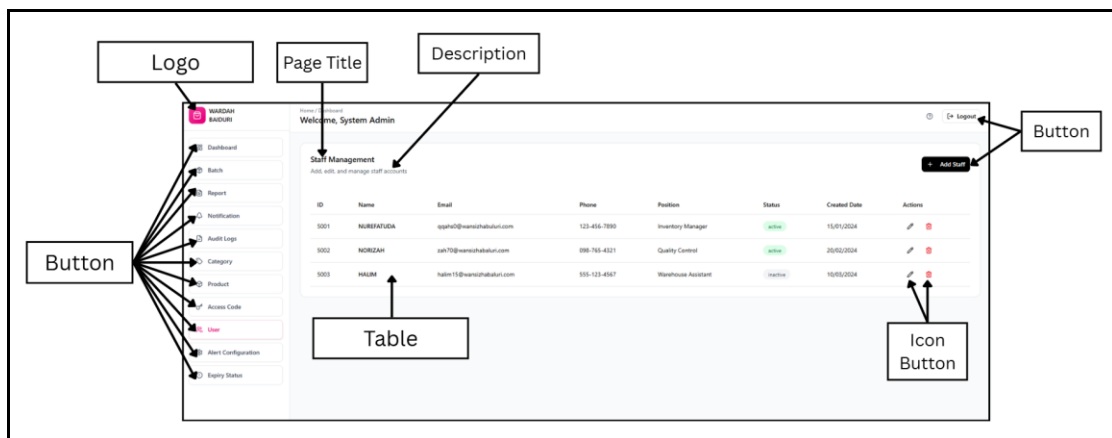 Logo
Page Title
Description
Button
Button
Table
Icon
Button
WARDAH
BAIDURI
Home / Dashboard
Welcome, System Admin
Logout
Dashboard
Batch
Report
Notification
Audit Logs
Category
Product
Access Code
User
Alert Configuration
Expiry Status
Staff Management
Add, edit, and manage staff accounts
+ Add Staff
ID Name Email Phone Position Status Created Date Actions
S001 NUREFATUDA 123-456-7890 Inventory Manager active 15/01/2024
S002 NORIZAH 098-765-4321 Quality Control active 20/02/2024
S003 HALIM 555-123-4567 Warehouse Assistant inactive 10/03/2024